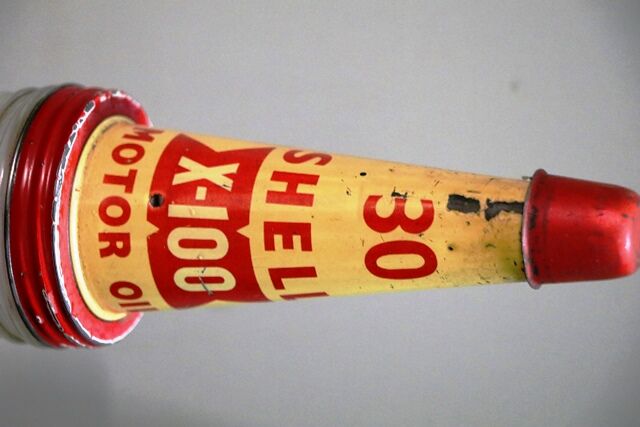 30
SHELL
X-100
MOTOR OIL